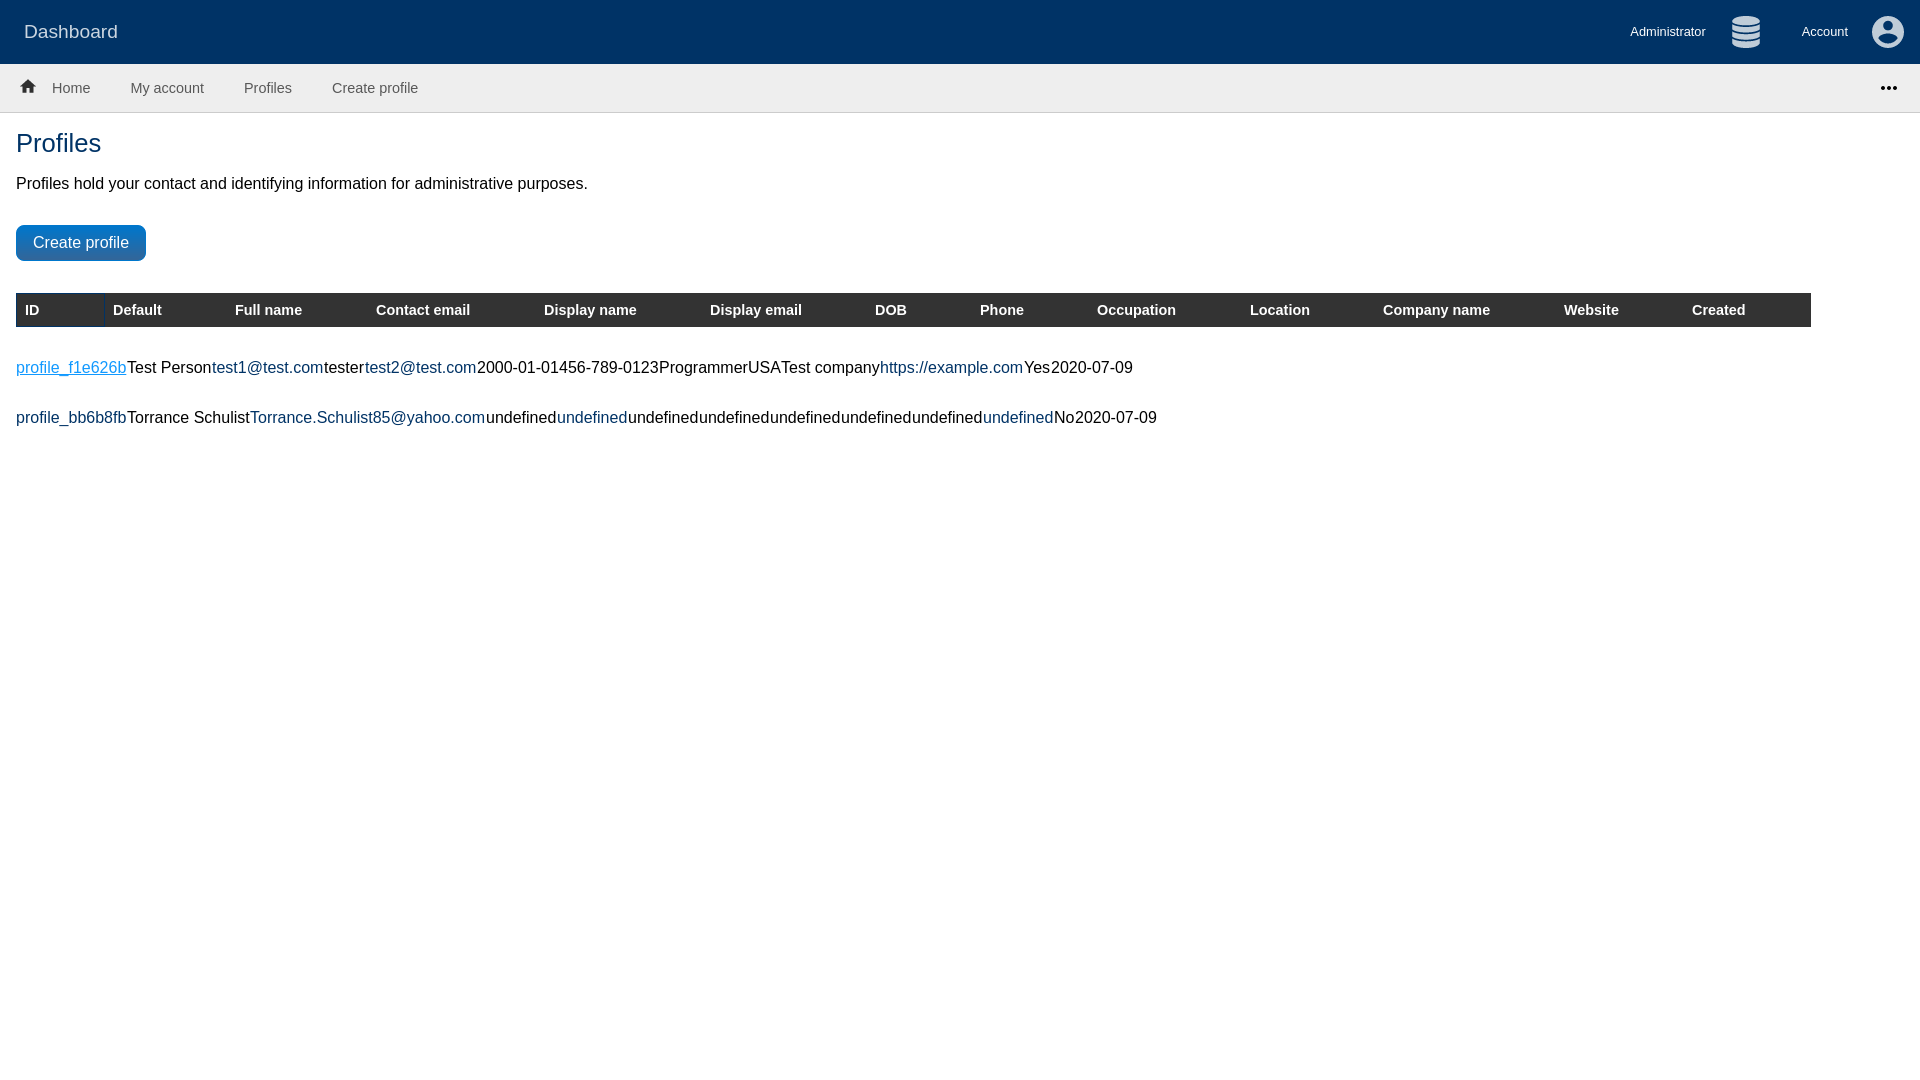 Dashboard
Administrator
Account
Home
My account
Profiles
Create profile
Profiles
Profiles hold your contact and identifying information for administrative purposes.
Create profile
ID Default Full name Contact email Display name Display email DOB Phone Occupation Location Company name Website Created
profile_f1e626bTest Persontest1@test.comtestertest2@test.com2000-01-01456-789-0123ProgrammerUSATest companyhttps://example.comYes2020-07-09
profile_bb6b8fbTorrance SchulistTorrance.Schulist85@yahoo.comundefinedundefinedundefinedundefinedundefinedundefinedundefinedundefinedNo2020-07-09